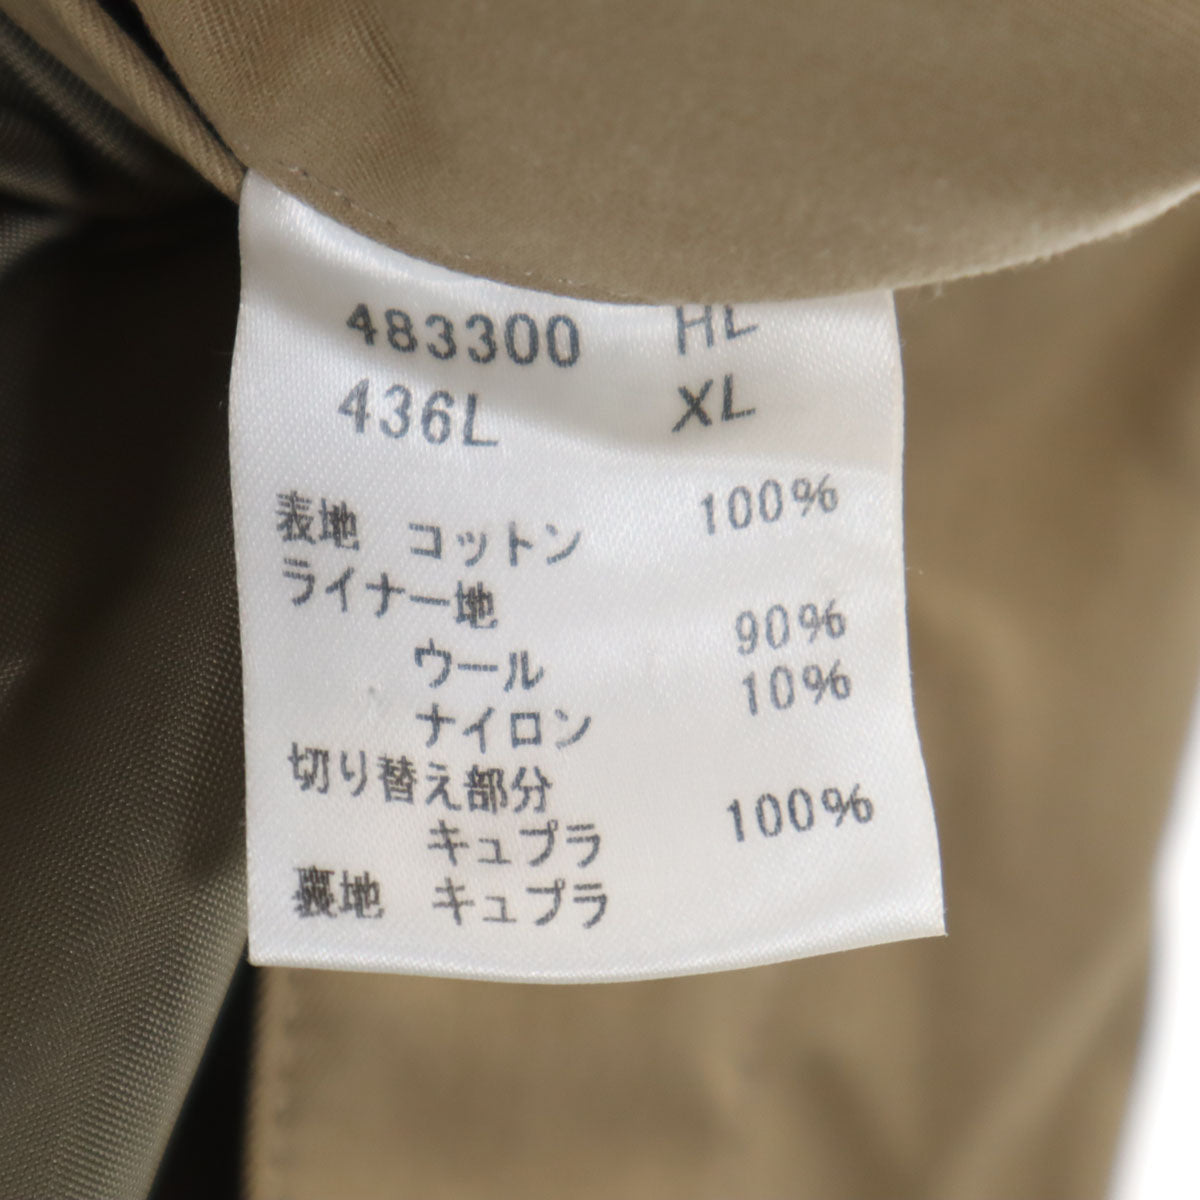 483300 HL
436L XL
表地 コットン 100%
ライナー地
ウール 90%
ナイロン 10%
切り替え部分
キュプラ 100%
裏地 キュプラ